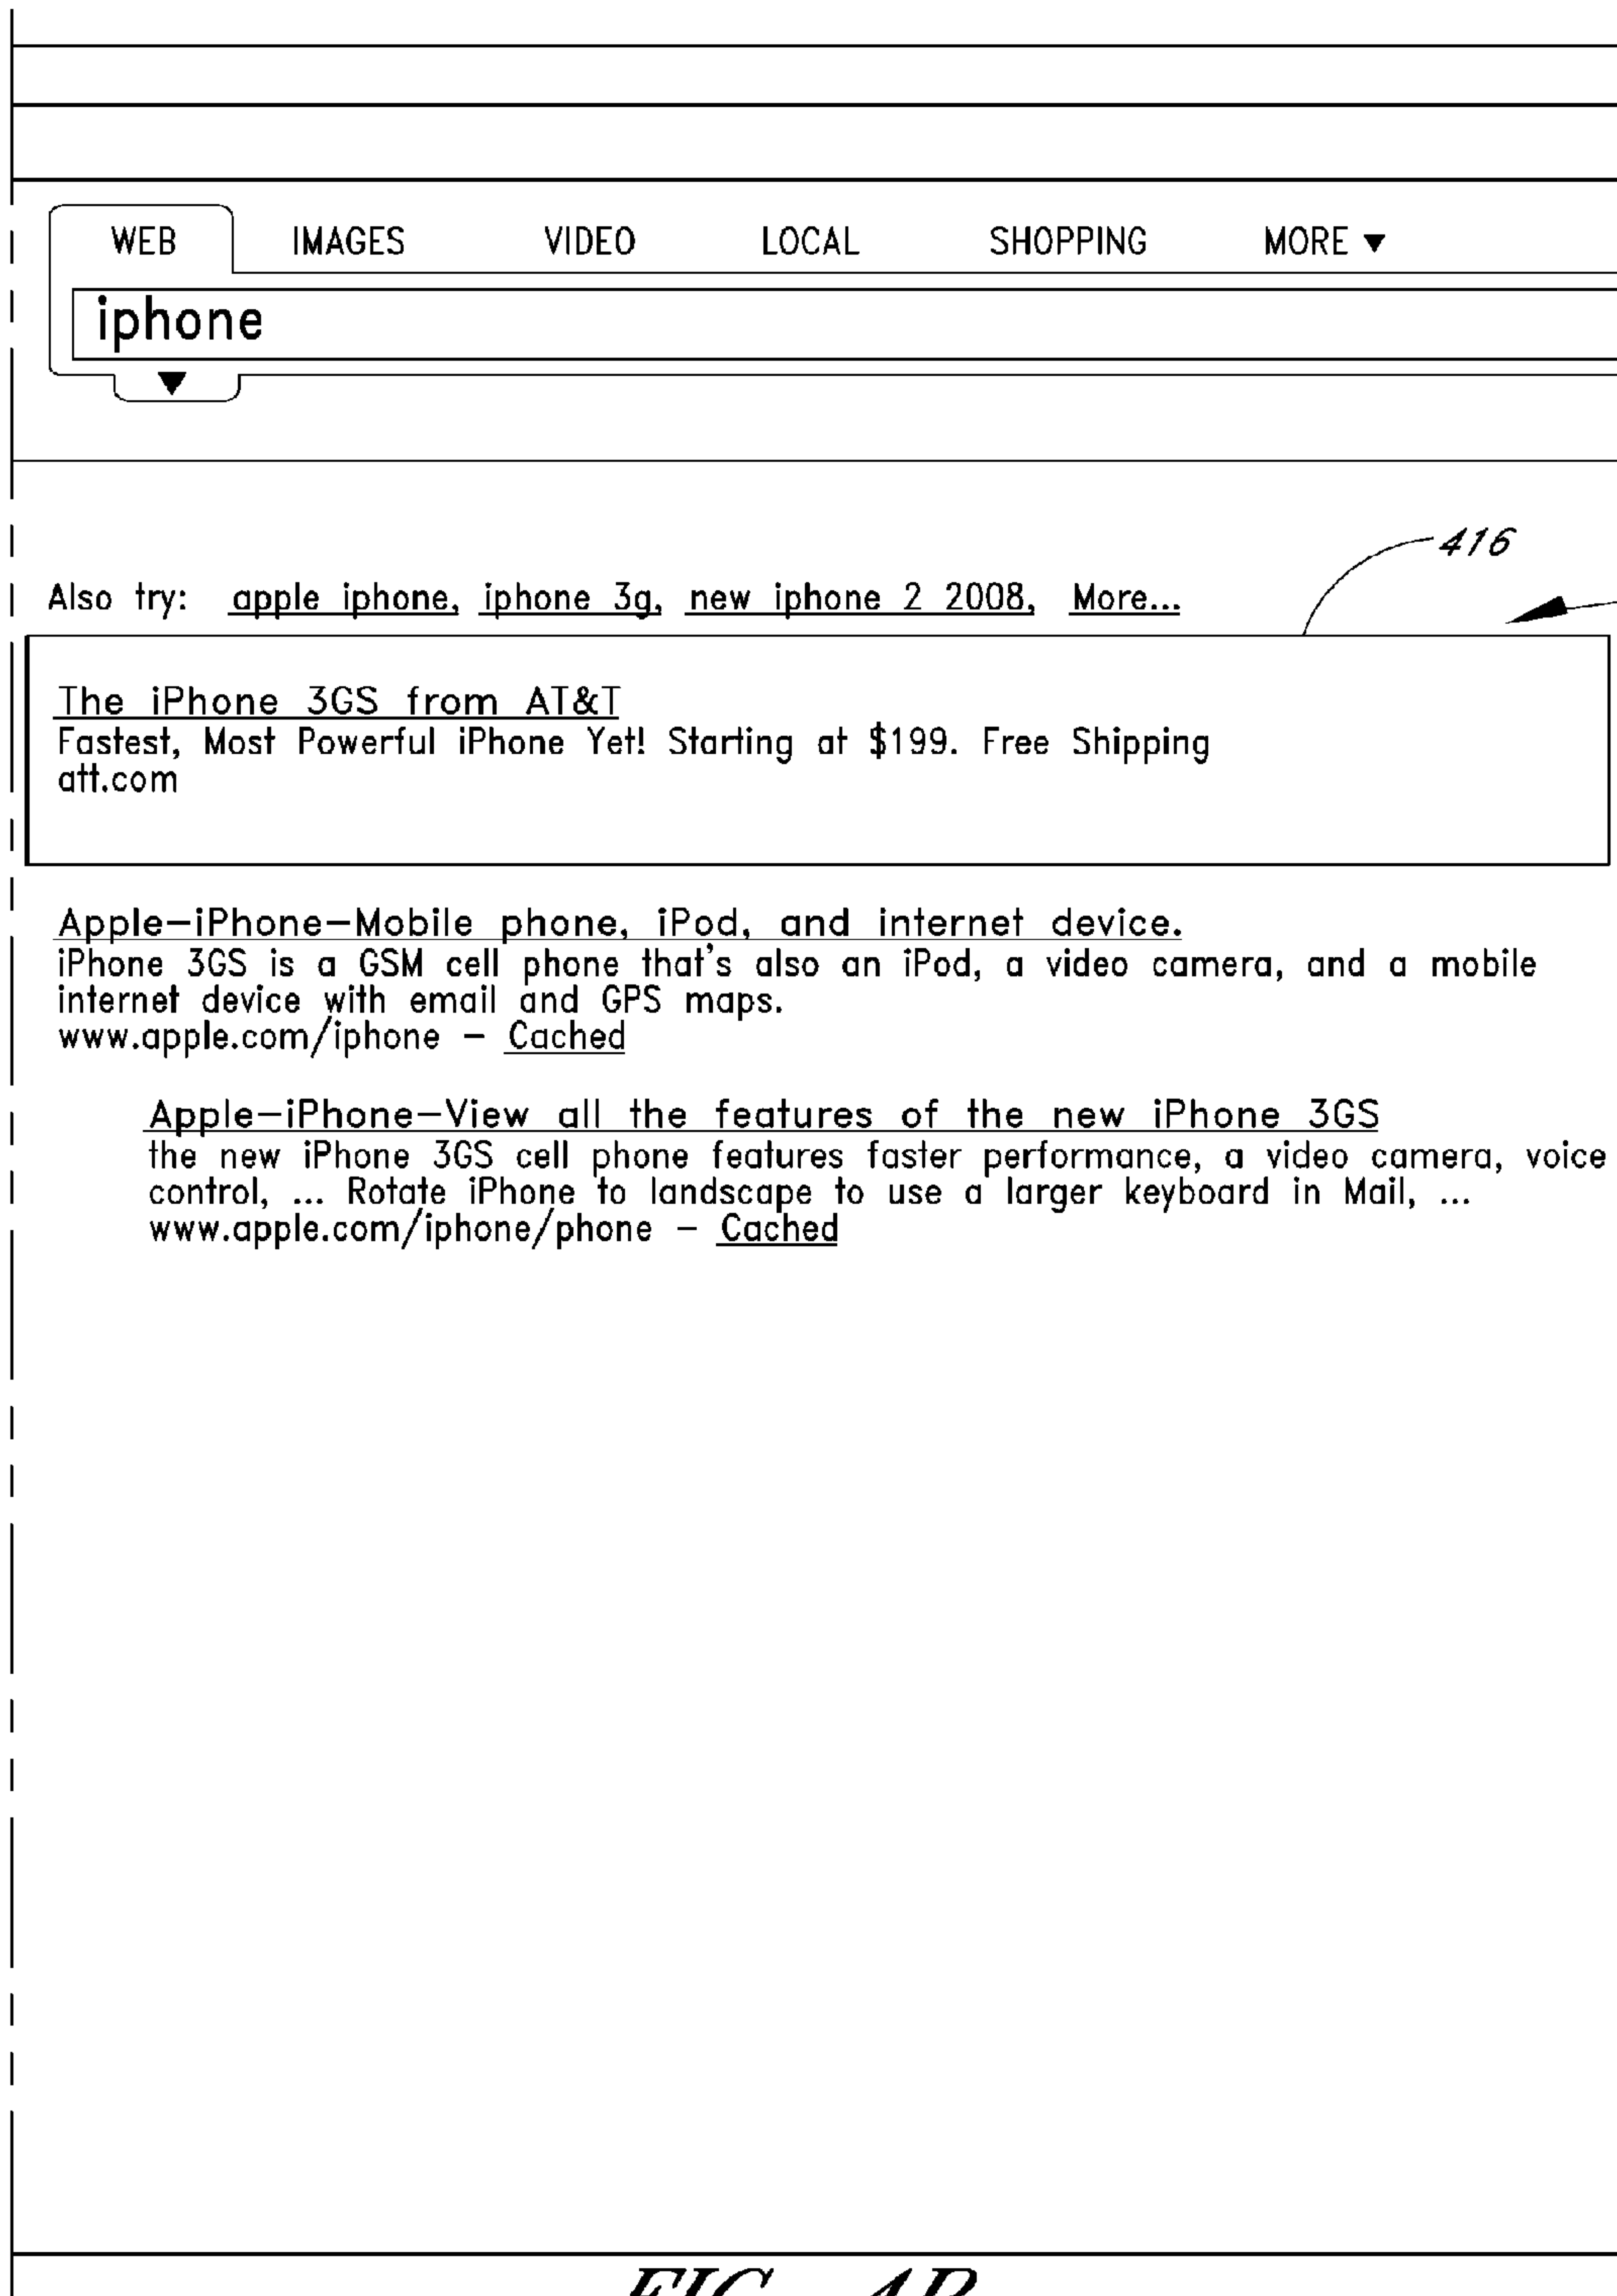 WEB IMAGES VIDEO LOCAL SHOPPING MORE ▼
iphone
416
Also try: apple iphone, iphone 3g, new iphone 2 2008, More...
The iPhone 3GS from AT&T
Fastest, Most Powerful iPhone Yet! Starting at $199. Free Shipping
att.com
Apple-iPhone-Mobile phone, iPod, and internet device.
iPhone 3GS is a GSM cell phone that's also an iPod, a video camera, and a mobile
internet device with email and GPS maps.
www.apple.com/iphone - Cached
Apple-iPhone-View all the features of the new iPhone 3GS
the new iPhone 3GS cell phone features faster performance, a video camera, voice
control, ... Rotate iPhone to landscape to use a larger keyboard in Mail, ...
www.apple.com/iphone/phone - Cached